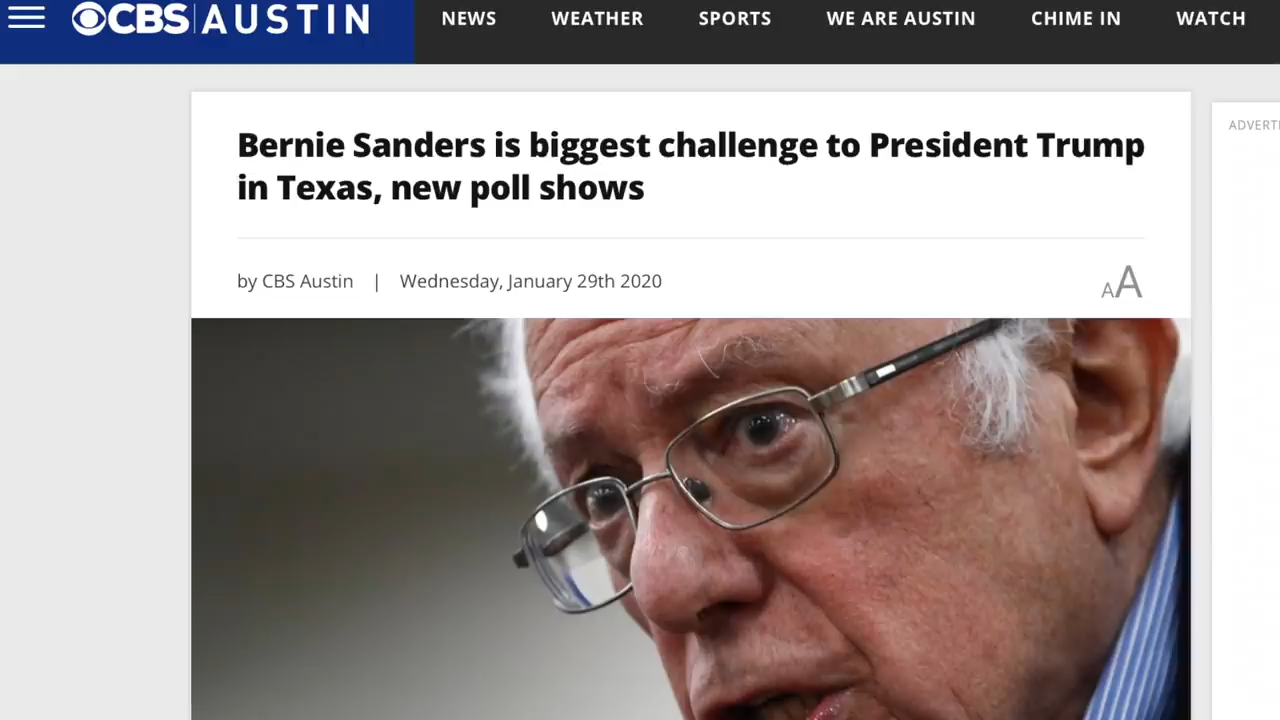 CBS AUSTIN
NEWS WEATHER SPORTS WE ARE AUSTIN CHIME IN WATCH
ADVERTI
Bernie Sanders is biggest challenge to President Trump
in Texas, new poll shows
by CBS Austin | Wednesday, January 29th 2020
AA